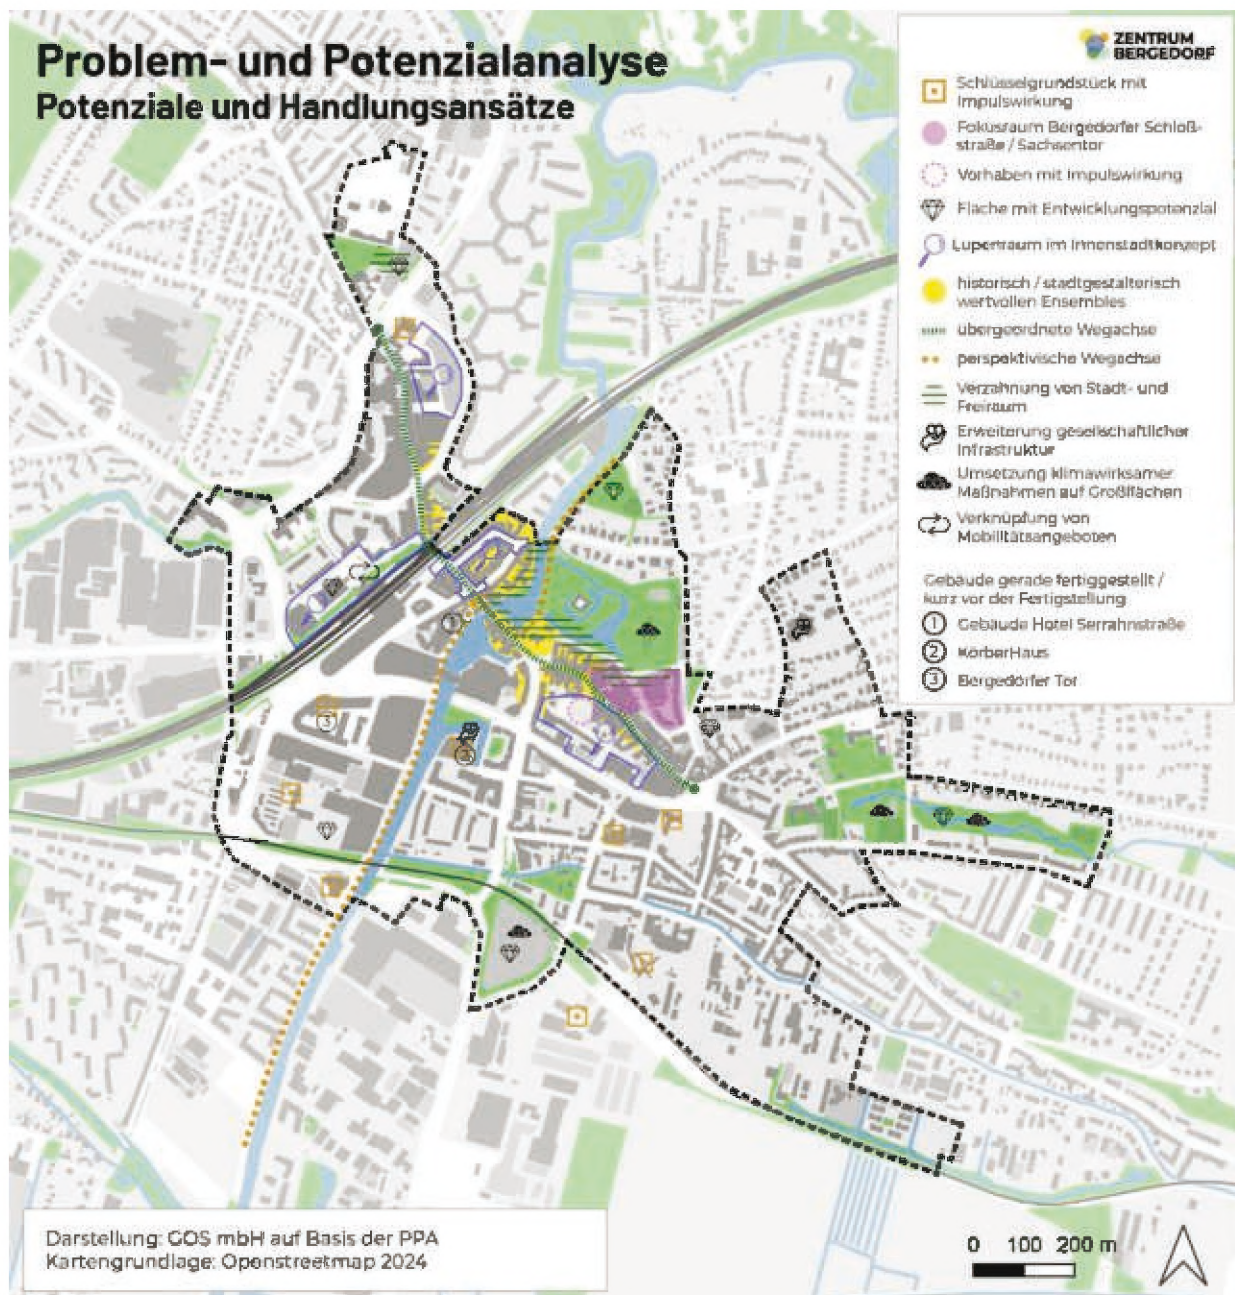 Problem- und Potenzialanalyse
Potenziale und Handlungsansätze
ZENTRUM
BERGEDORF
Schlüsselgrundstück mit
Impulswirkung
Fokusraum Bergedorfer Schloß-
straße / Sachsentor
Vorhaben mit Impulswirkung
Fläche mit Entwicklungspotenzial
Lupenraum im Innenstadtkonzept
historisch / stadtgestalterisch
wertvollen Ensembles
übergeordnete Wegachse
perspektivische Wegachse
Verzahnung von Stadt- und
Freiraum
Erweiterung gesellschaftlicher
Infrastruktur
Umsetzung klimawirksamer
Maßnahmen auf Großflächen
Verknüpfung von
Mobilitätsangeboten
Gebäude gerade fertiggestellt /
kurz vor der Fertigstellung
1 Gebäude Hotel Serrahnstraße
2 KörberHaus
3 Bergedorfer Tor
1
3
2
Darstellung: GOS mbH auf Basis der PPA
Kartengrundlage: Openstreetmap 2024
0 100 200 m